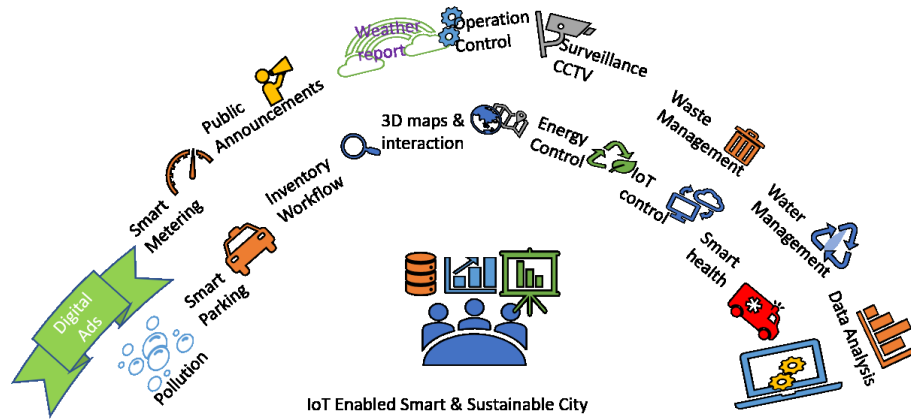 Digital
Ads
Smart
Metering
Public
Announcements
Weather
report
Operation
Control
Surveillance
CCTV
Waste
Management
Water
Management
Data Analysis
Pollution
Smart
Parking
Inventory
Workflow
3D maps &
interaction
Energy
Control
IoT
control
Smart
health
IoT Enabled Smart & Sustainable City